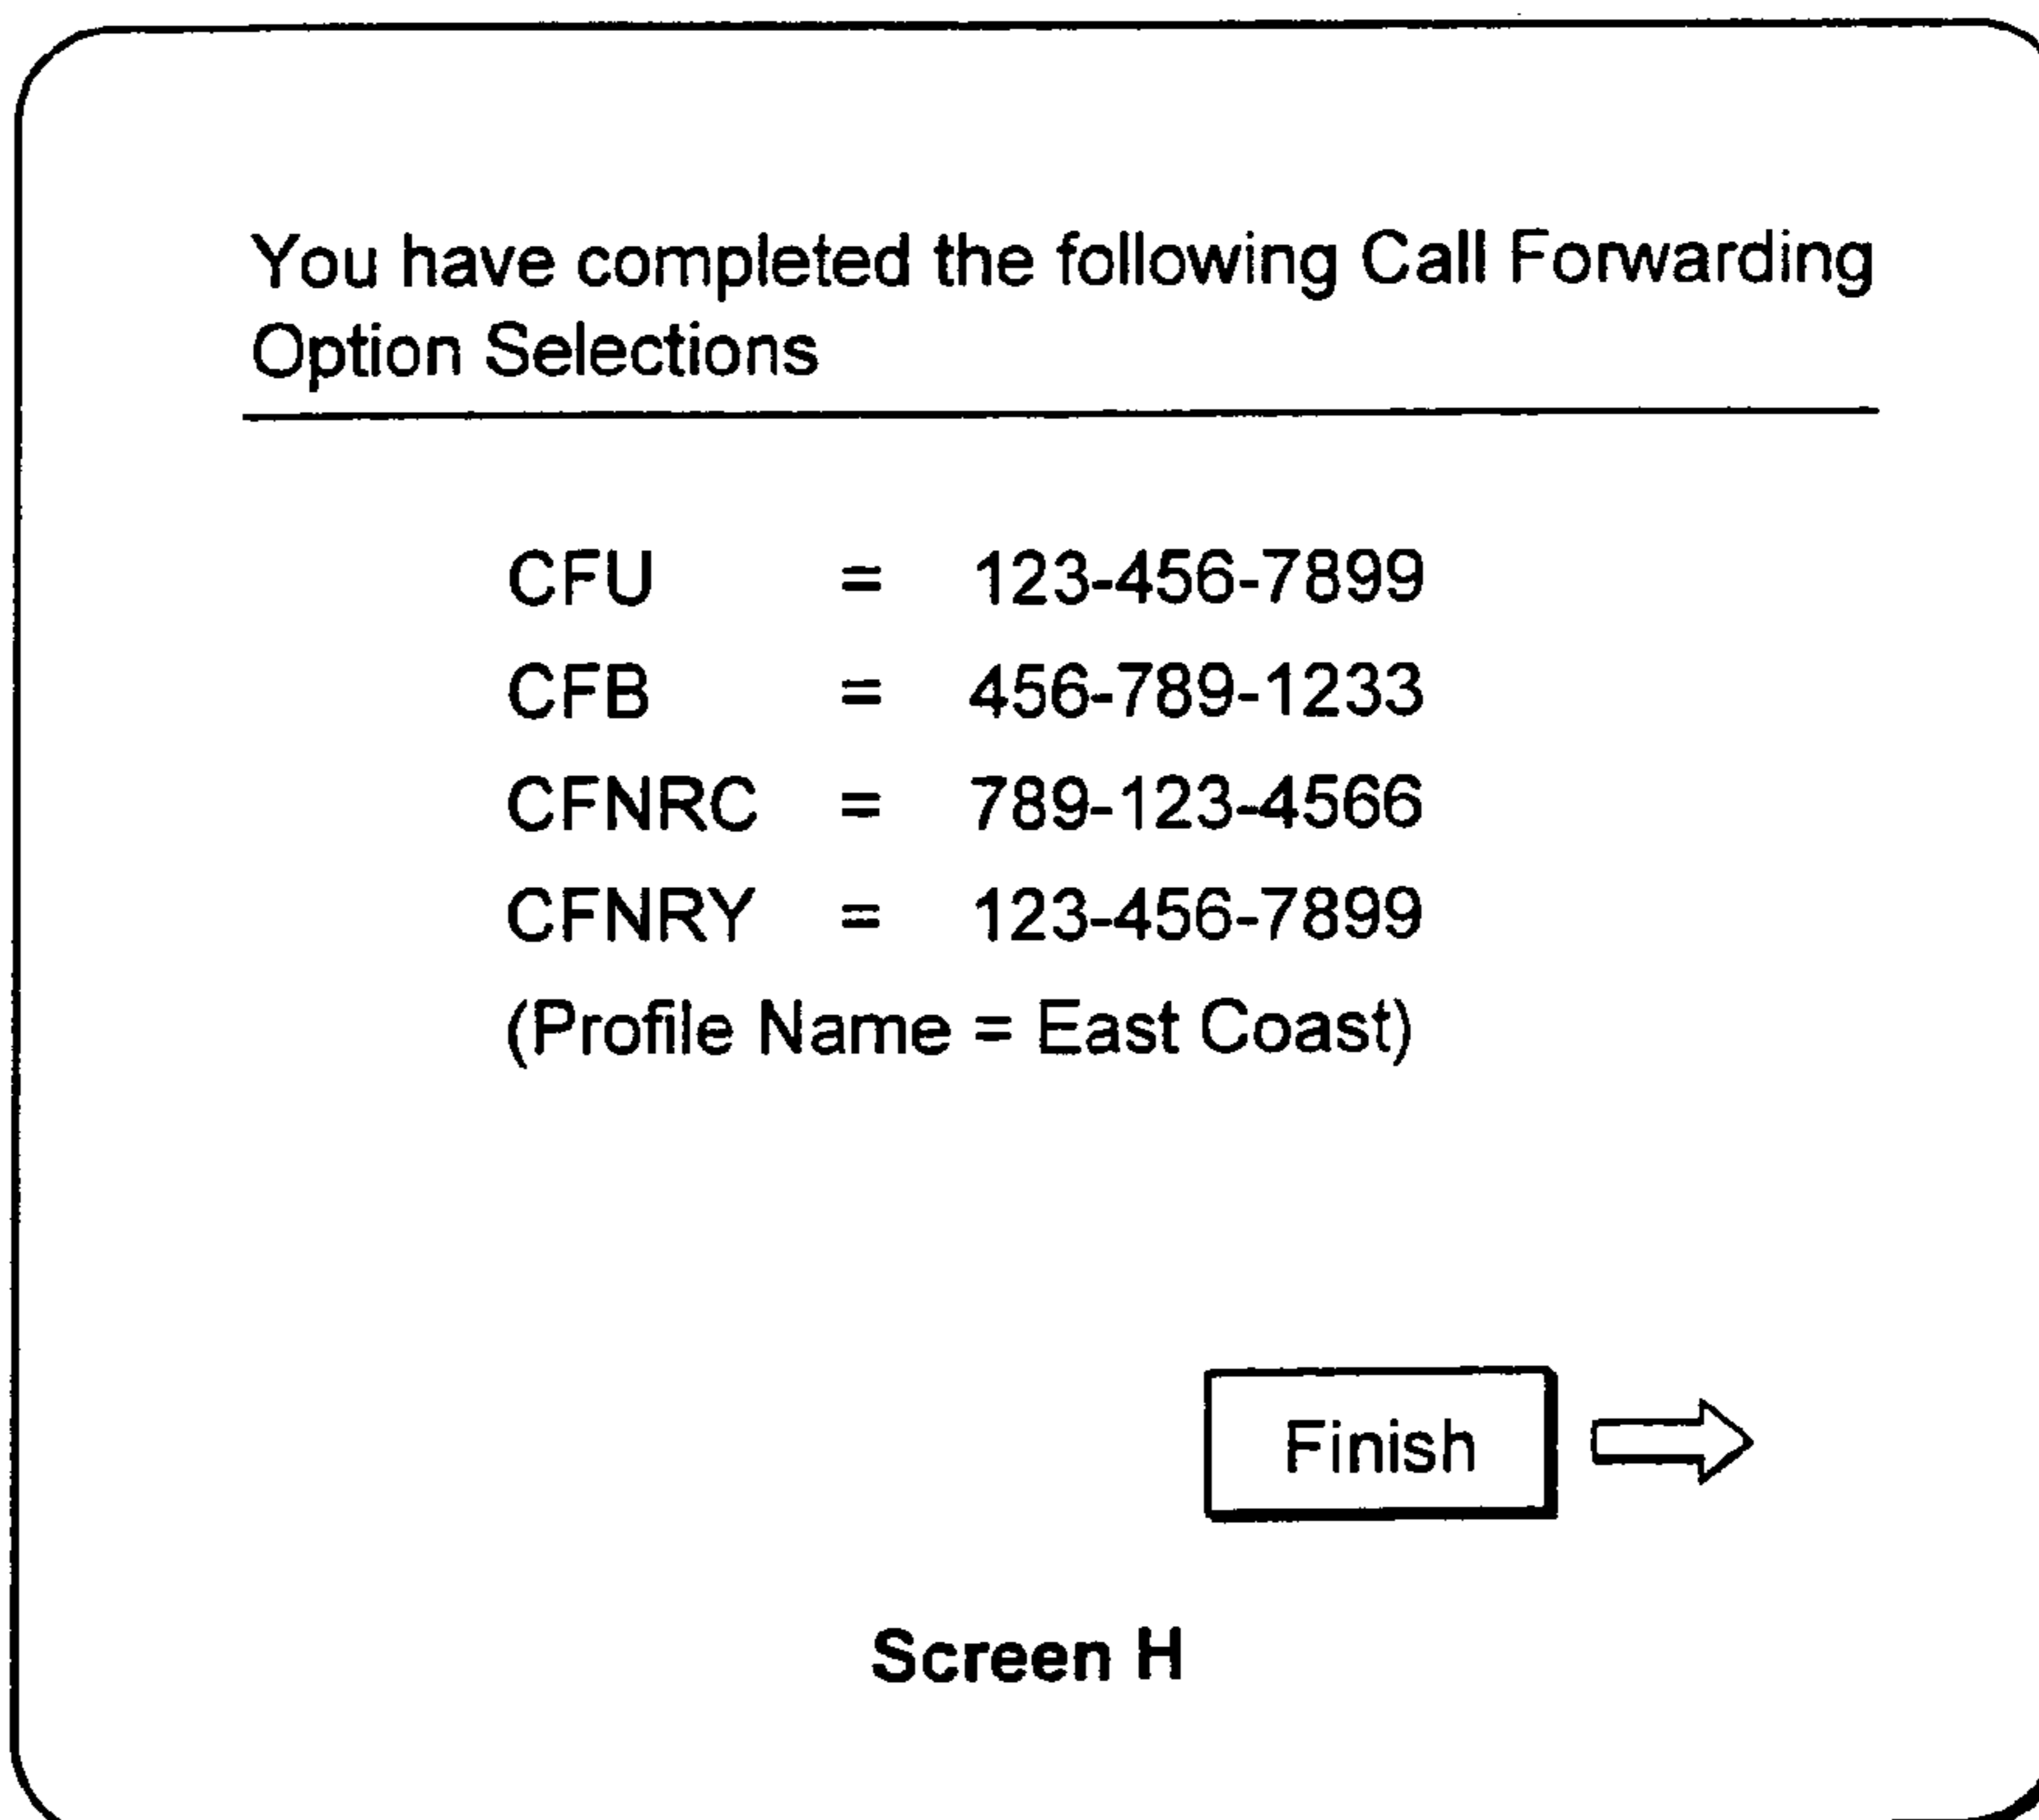 You have completed the following Call Forwarding
Option Selections
CFU = 123-456-7899
CFB = 456-789-1233
CFNRC = 789-123-4566
CFNRY = 123-456-7899
(Profile Name = East Coast)
Finish
Screen H